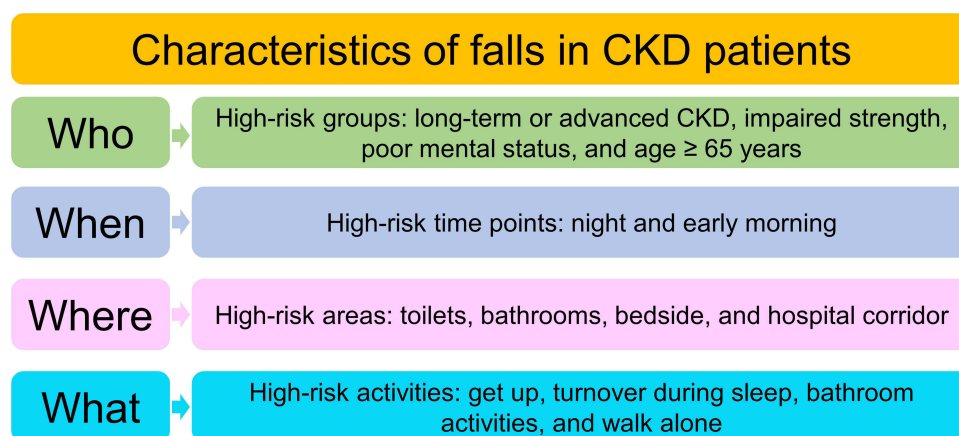 Characteristics of falls in CKD patients
Who
High-risk groups: long-term or advanced CKD, impaired strength,
poor mental status, and age ≥ 65 years
When
High-risk time points: night and early morning
Where
High-risk areas: toilets, bathrooms, bedside, and hospital corridor
What
High-risk activities: get up, turnover during sleep, bathroom
activities, and walk alone